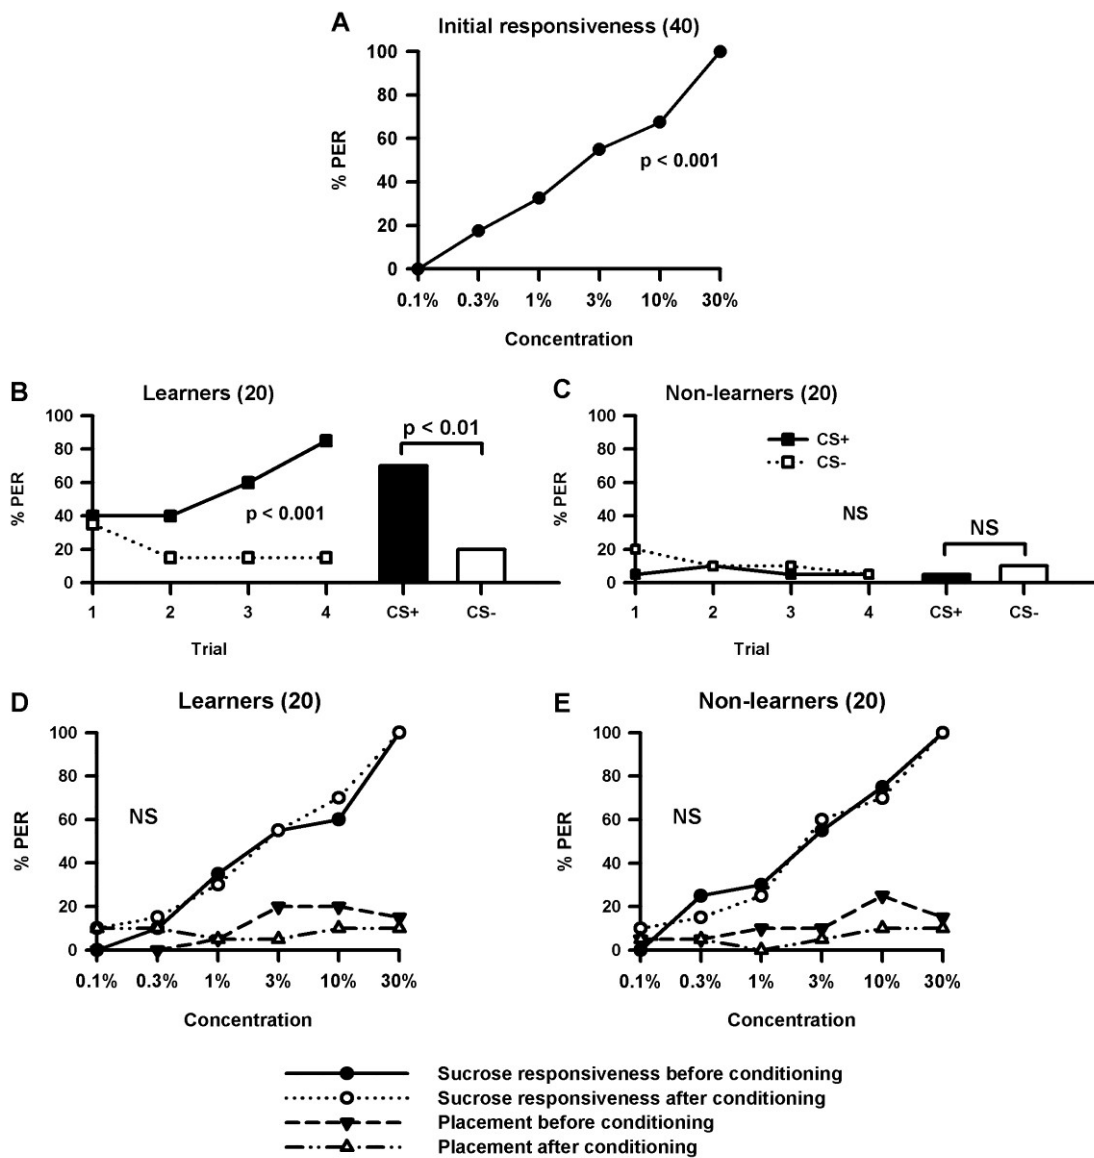 A
Initial responsiveness (40)
100
80
60
40
20
0
% PER
p < 0.001
0.1% 0.3% 1% 3% 10% 30%
Concentration
B
Learners (20)
100
80
60
40
20
0
% PER
p < 0.001
p < 0.01
1 2 3 4 CS+ CS-
Trial
C
Non-learners (20)
100
80
60
40
20
0
% PER
CS+
CS-
NS
NS
1 2 3 4 CS+ CS-
Trial
D
Learners (20)
100
80
60
40
20
0
% PER
NS
0.1% 0.3% 1% 3% 10% 30%
Concentration
E
Non-learners (20)
100
80
60
40
20
0
% PER
NS
0.1% 0.3% 1% 3% 10% 30%
Concentration
Sucrose responsiveness before conditioning
Sucrose responsiveness after conditioning
Placement before conditioning
Placement after conditioning